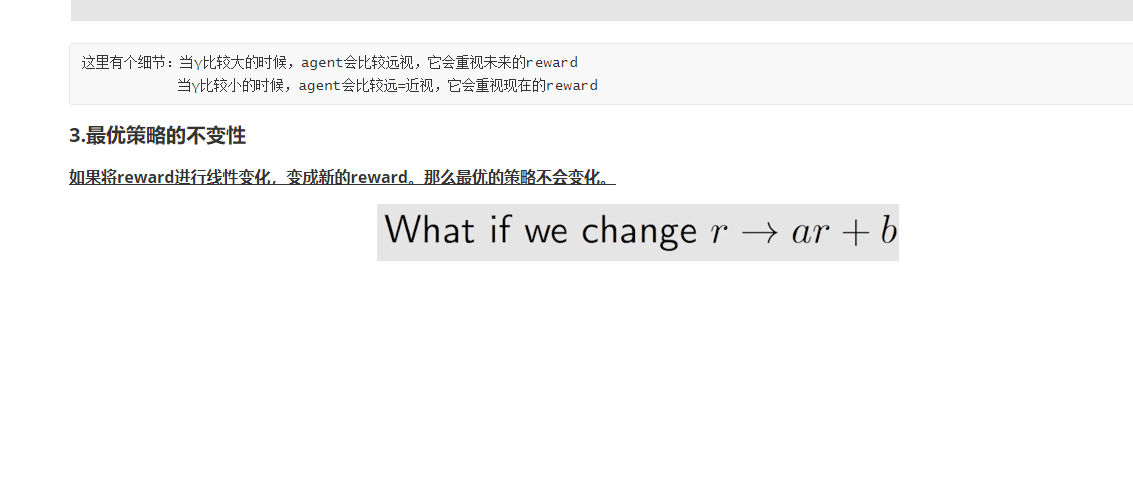 这里有个细节：当γ比较大的时候，agent会比较远视，它会重视未来的reward
当γ比较小的时候，agent会比较远=近视，它会重视现在的reward
3.最优策略的不变性
如果将reward进行线性变化，变成新的reward。那么最优的策略不会变化。
What if we change r → ar + b